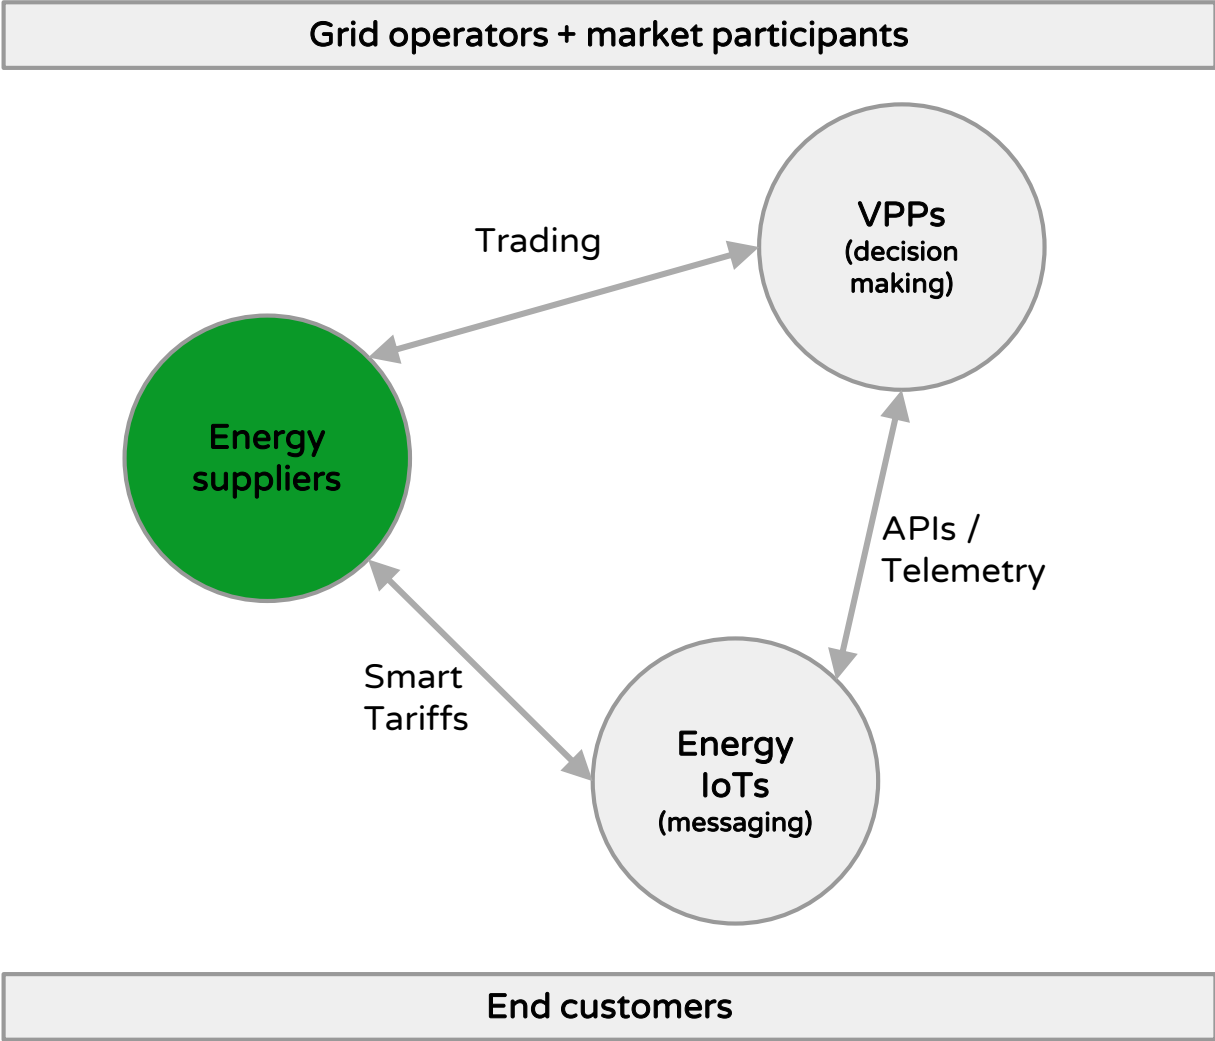 Grid operators + market participants
VPPs
(decision
making)
Trading
Energy
suppliers
APIs /
Telemetry
Smart
Tariffs
Energy
IoTs
(messaging)
End customers